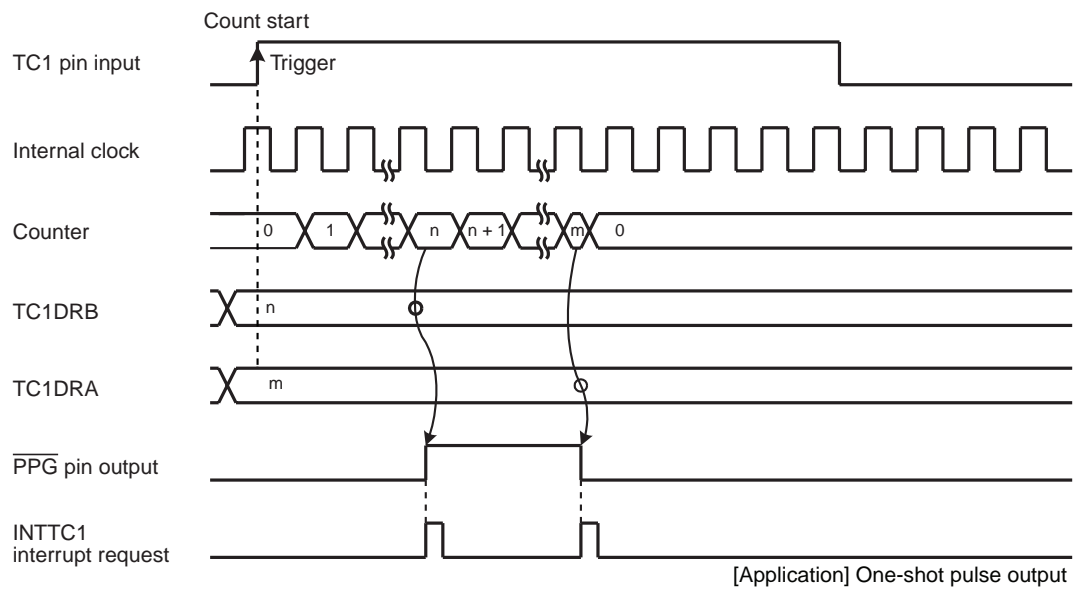 Count start
TC1 pin input
Trigger
Internal clock
Counter
0
1
n
n + 1
m
0
TC1DRB
n
TC1DRA
m
PPG pin output
INTTC1
interrupt request
[Application] One-shot pulse output